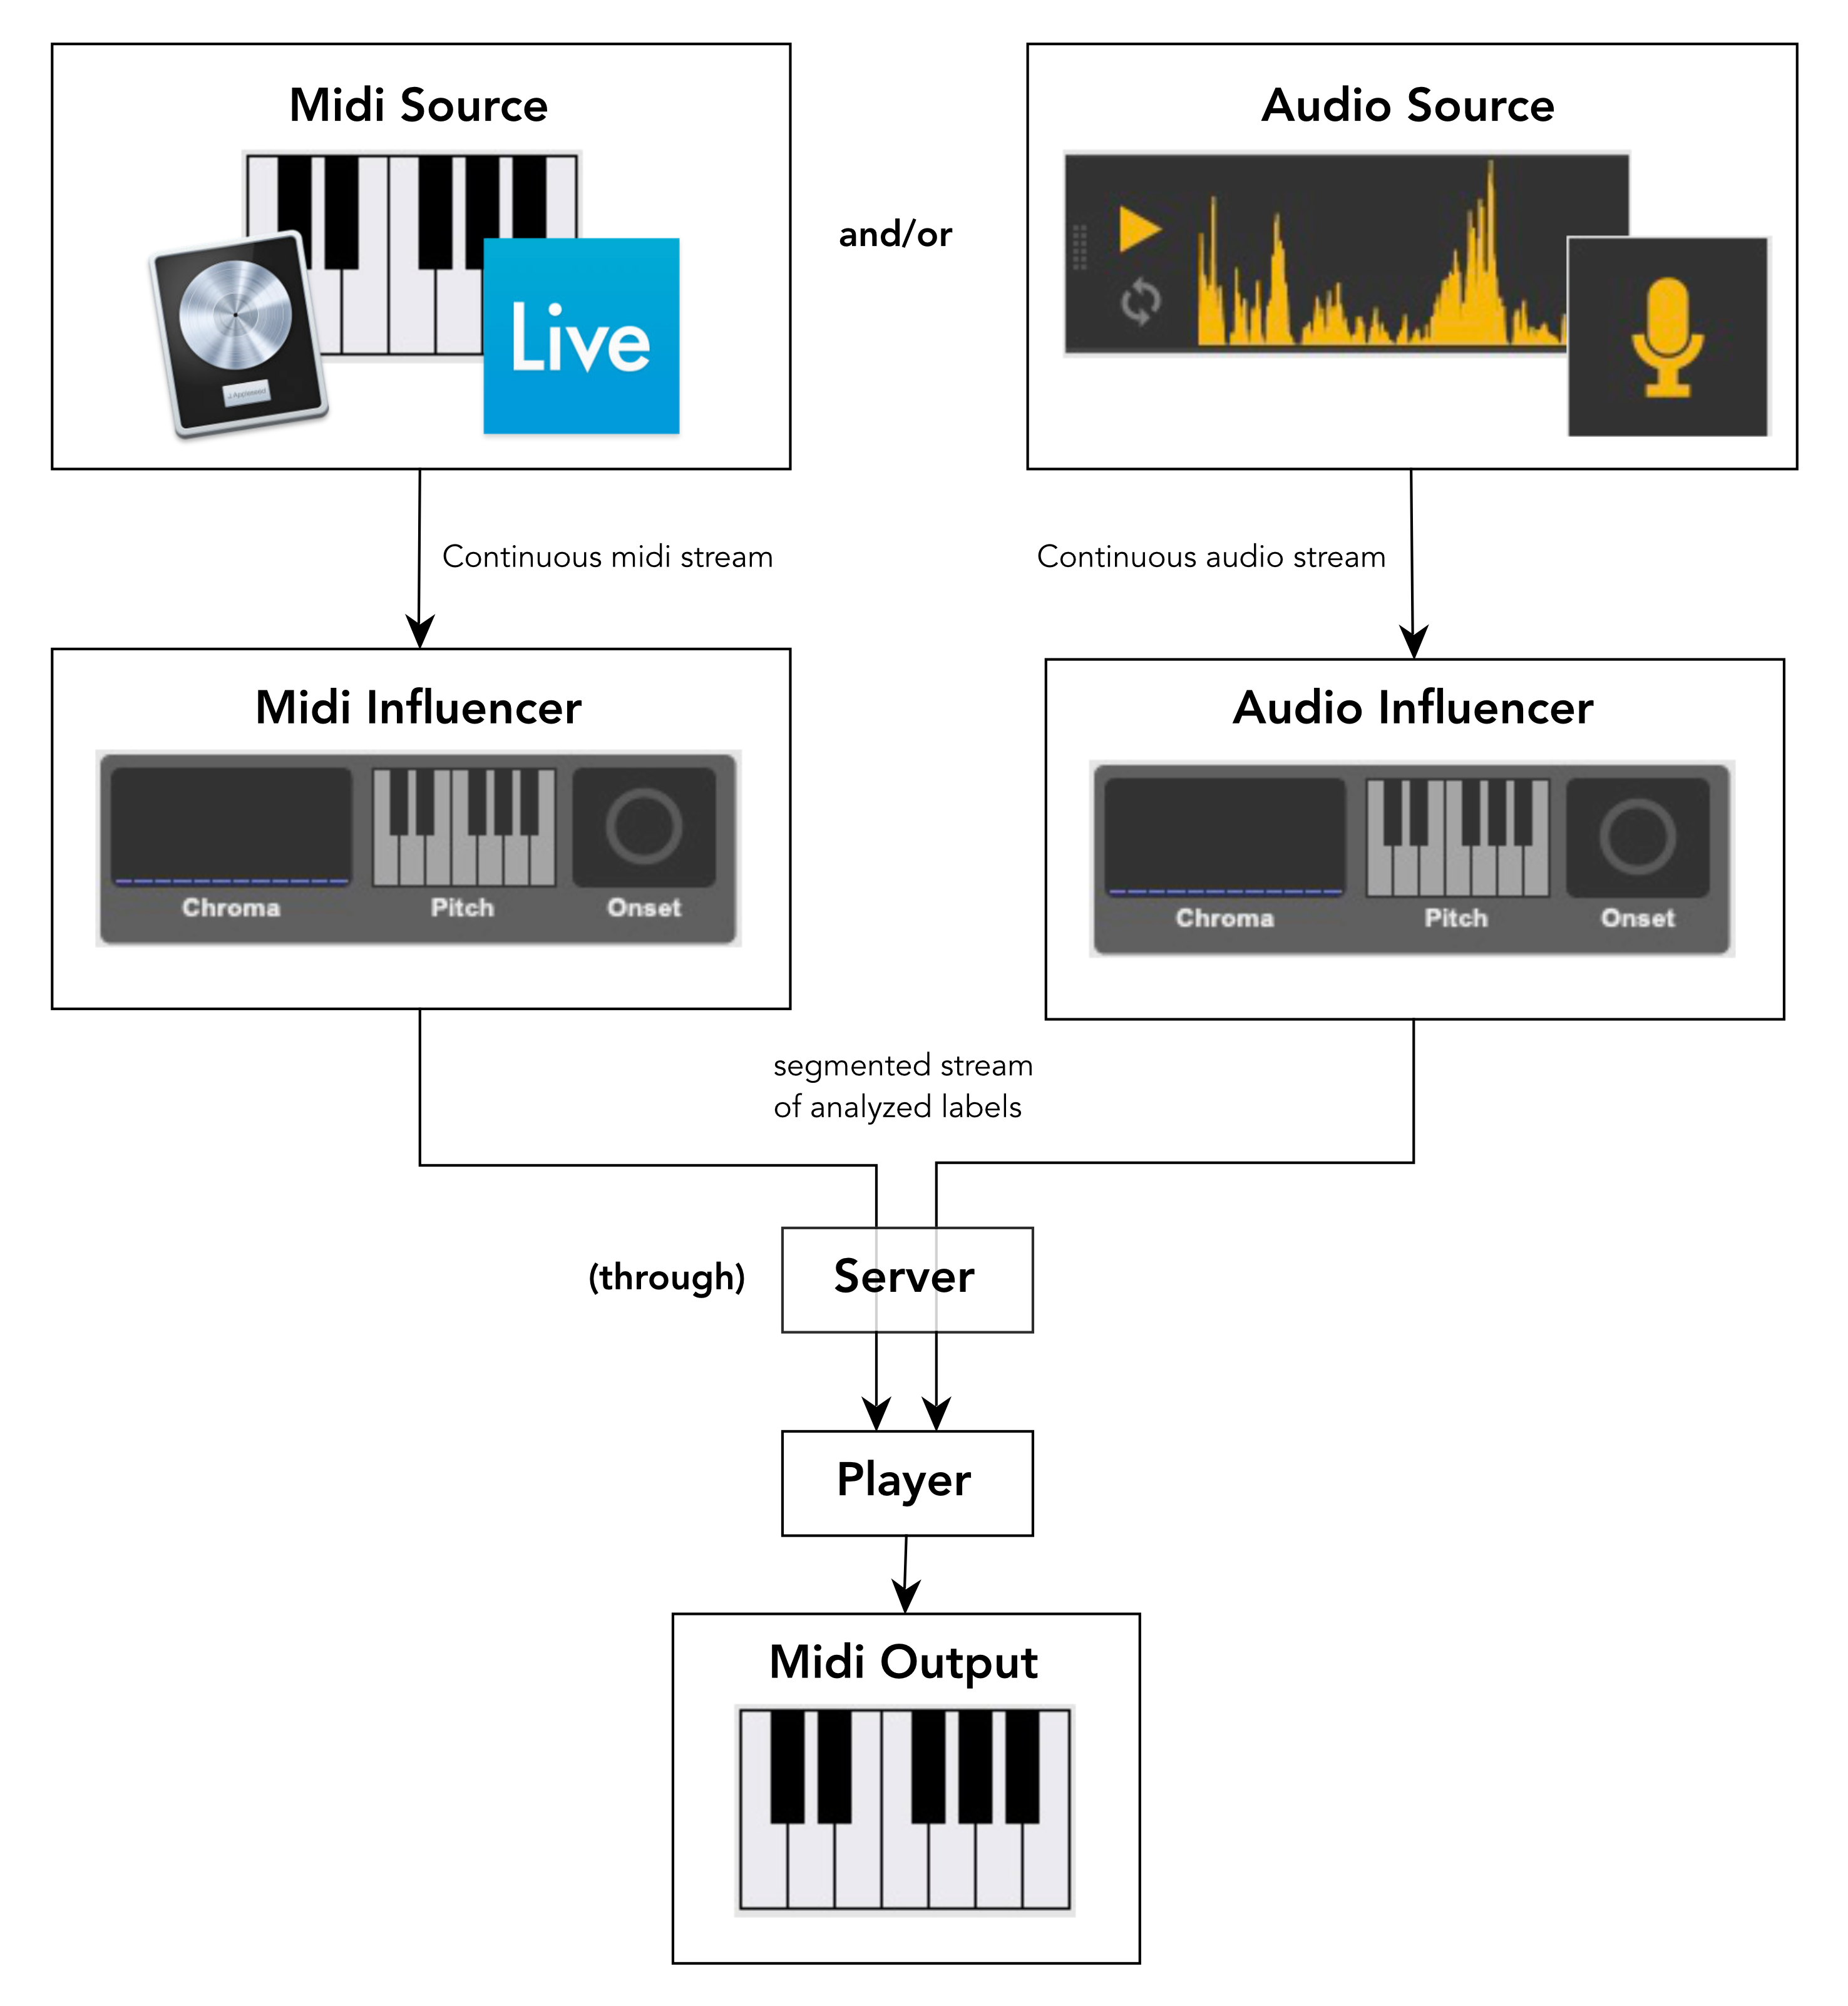 Midi Source
Audio Source
and/or
Live
J.Appleseed
Continuous midi stream
Continuous audio stream
Midi Influencer
Audio Influencer
Chroma
Pitch
Onset
Chroma
Pitch
Onset
segmented stream
of analyzed labels
(through)
Server
Player
Midi Output